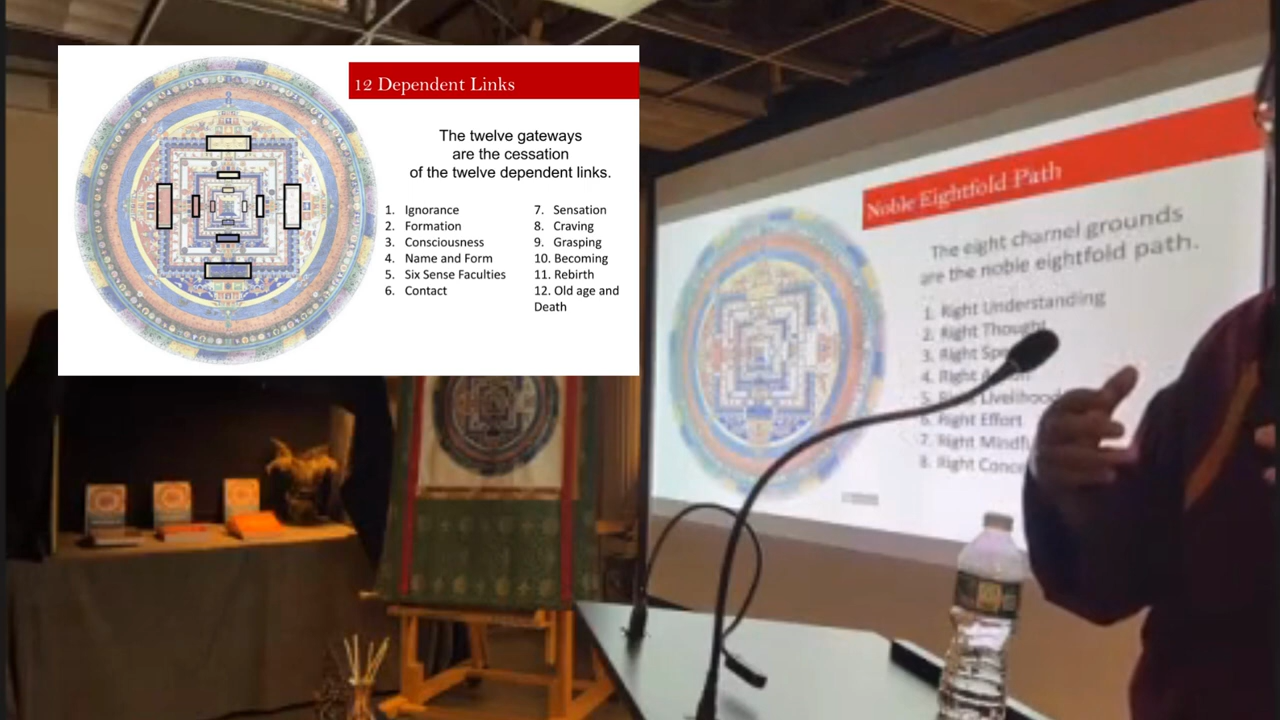 12 Dependent Links
The twelve gateways
are the cessation
of the twelve dependent links.
1. Ignorance
2. Formation
3. Consciousness
4. Name and Form
5. Six Sense Faculties
6. Contact
7. Sensation
8. Craving
9. Grasping
10. Becoming
11. Rebirth
12. Old age and
Death
Noble Eightfold Path
The eight charnel grounds
are the noble eightfold path.
1. Right Understanding
2. Right Thought
3. Right
4. Right
5. Right Livelihood
6. Right Effort
7. Right
8. Right